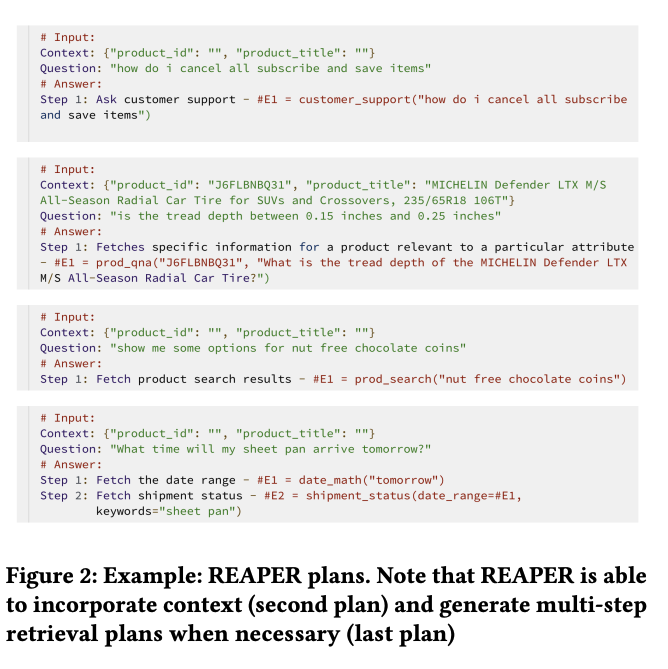 # Input:
Context: {"product_id": "", "product_title": ""}
Question: "how do i cancel all subscribe and save items"
# Answer:
Step 1: Ask customer support - #E1 = customer_support("how do i cancel all subscribe
and save items")
# Input:
Context: {"product_id": "J6FLBNBQ31", "product_title": "MICHELIN Defender LTX M/S
All-Season Radial Car Tire for SUVs and Crossovers, 235/65R18 106T"}
Question: "is the tread depth between 0.15 inches and 0.25 inches"
# Answer:
Step 1: Fetches specific information for a product relevant to a particular attribute
- #E1 = prod_qna("J6FLBNBQ31", "What is the tread depth of the MICHELIN Defender LTX
M/S All-Season Radial Car Tire?")
# Input:
Context: {"product_id": "", "product_title": ""}
Question: "show me some options for nut free chocolate coins"
# Answer:
Step 1: Fetch product search results - #E1 = prod_search("nut free chocolate coins")
# Input:
Context: {"product_id": "", "product_title": ""}
Question: "What time will my sheet pan arrive tomorrow?"
# Answer:
Step 1: Fetch the date range - #E1 = date_math("tomorrow")
Step 2: Fetch shipment status - #E2 = shipment_status(date_range=#E1,
keywords="sheet pan")
Figure 2: Example: REAPER plans. Note that REAPER is able
to incorporate context (second plan) and generate multi-step
retrieval plans when necessary (last plan)